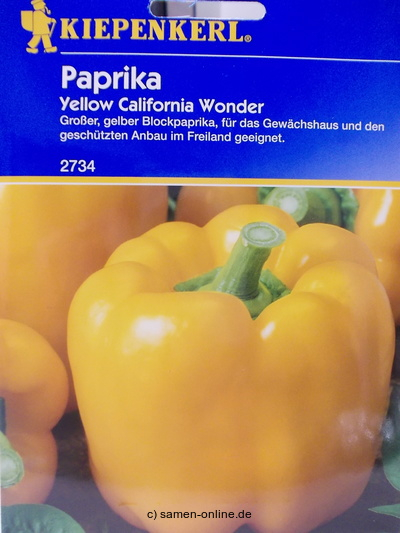 KIEPENKERL®
Paprika
Yellow California Wonder
Großer, gelber Blockpaprika, für das Gewächshaus und den
geschützten Anbau im Freiland geeignet.
2734
c) samen-online.de